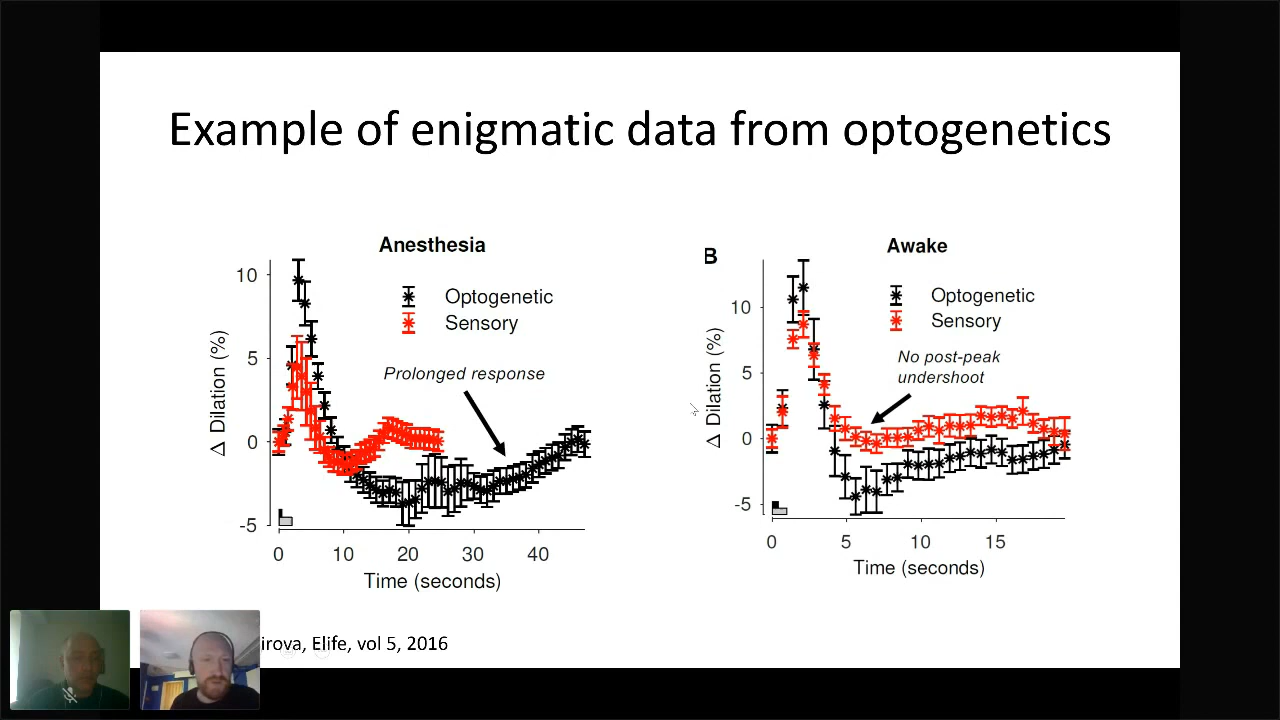 Example of enigmatic data from optogenetics
Anesthesia
10
5
0
-5
Δ Dilation (%)
Optogenetic
Sensory
Prolonged response
0 10 20 30 40
Time (seconds)
B
Awake
10
5
0
-5
Δ Dilation (%)
Optogenetic
Sensory
No post-peak
undershoot
0 5 10 15
Time (seconds)
irova, Elife, vol 5, 2016